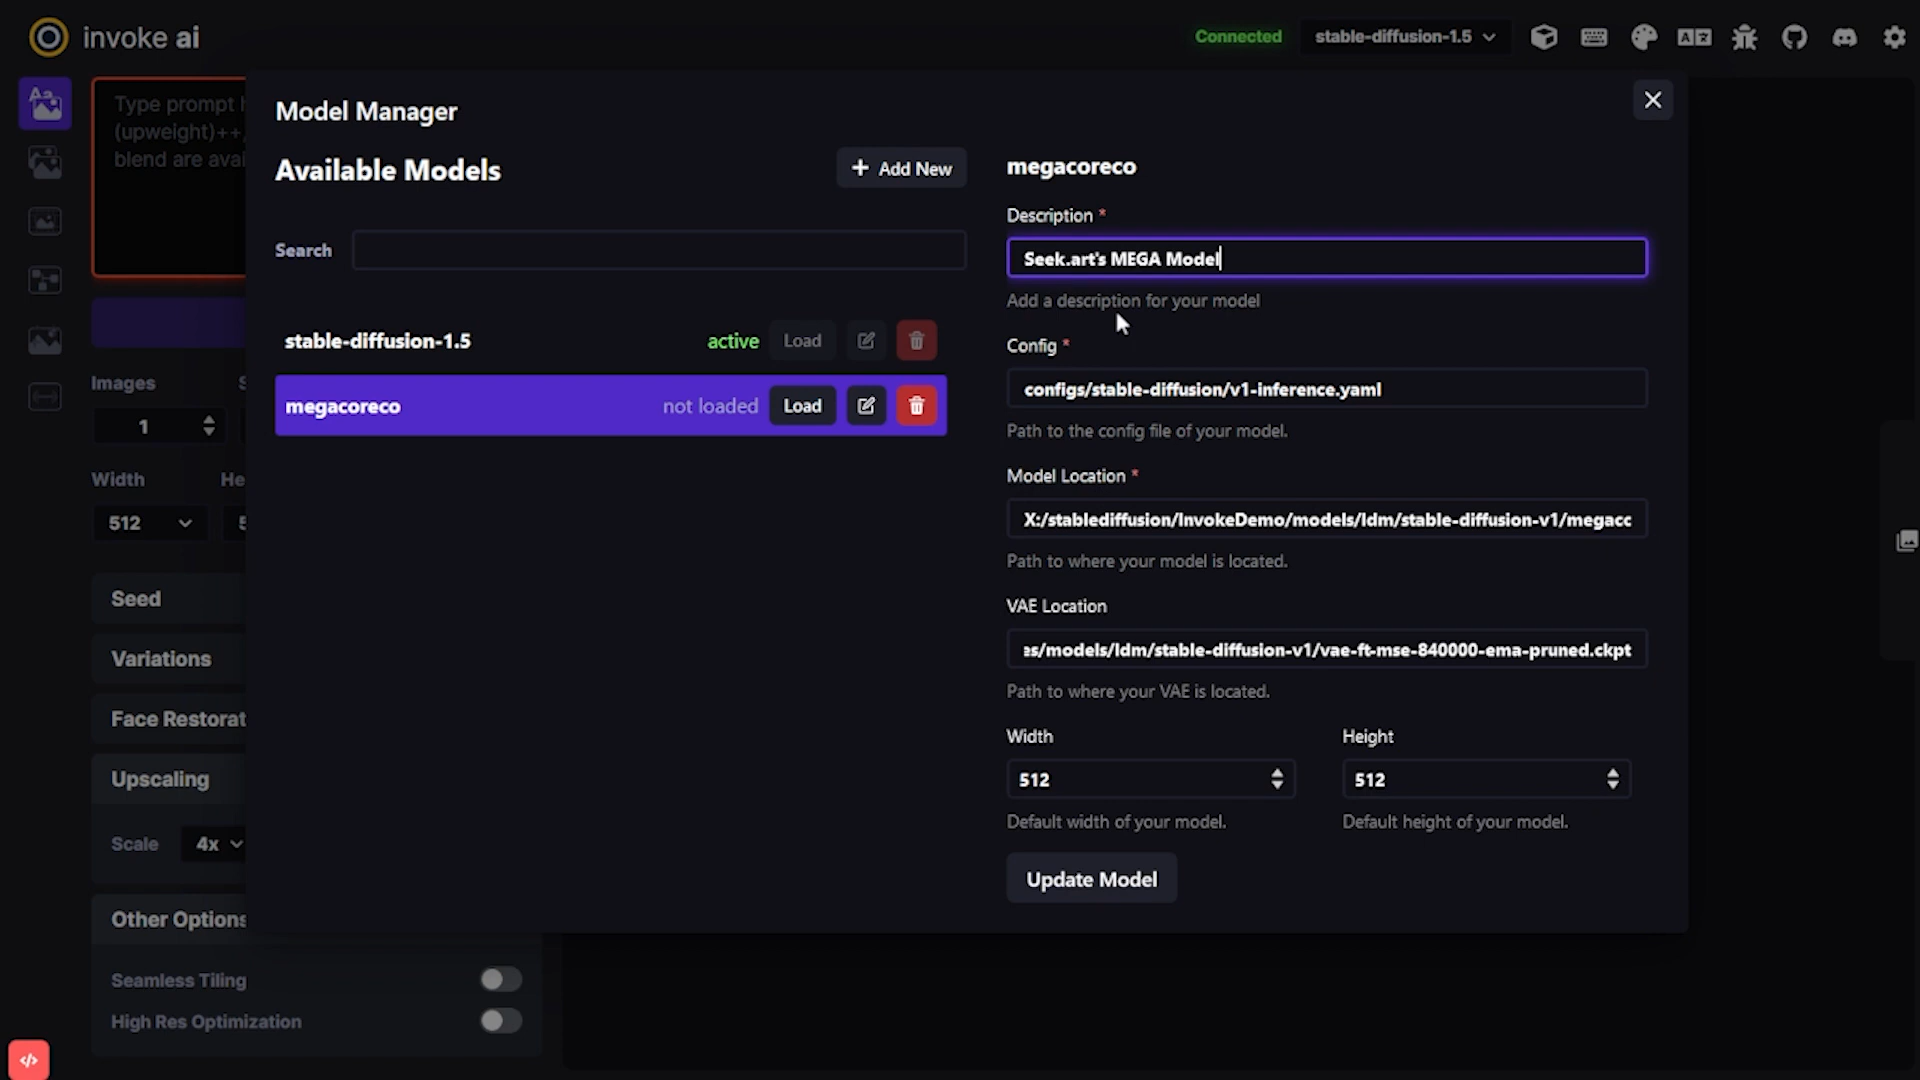 invoke ai
Connected
stable-diffusion-1.5
Type prompt h
(upweight)++,
blend are avai
Images
1
Width
He
512
5
Seed
Variations
Face Restorat
Upscaling
Scale
4x
Other Options
Seamless Tiling
High Res Optimization
Model Manager
Available Models
+ Add New
Search
stable-diffusion-1.5 active Load
megacoreco not loaded Load
megacoreco
Description *
Seek.art's MEGA Model
Add a description for your model
Config *
configs/stable-diffusion/v1-inference.yaml
Path to the config file of your model.
Model Location *
X:/stablediffusion/InvokeDemo/models/ldm/stable-diffusion-v1/megacc
Path to where your model is located.
VAE Location
es/models/ldm/stable-diffusion-v1/vae-ft-mse-840000-ema-pruned.ckpt
Path to where your VAE is located.
Width
Height
512
512
Default width of your model.
Default height of your model.
Update Model